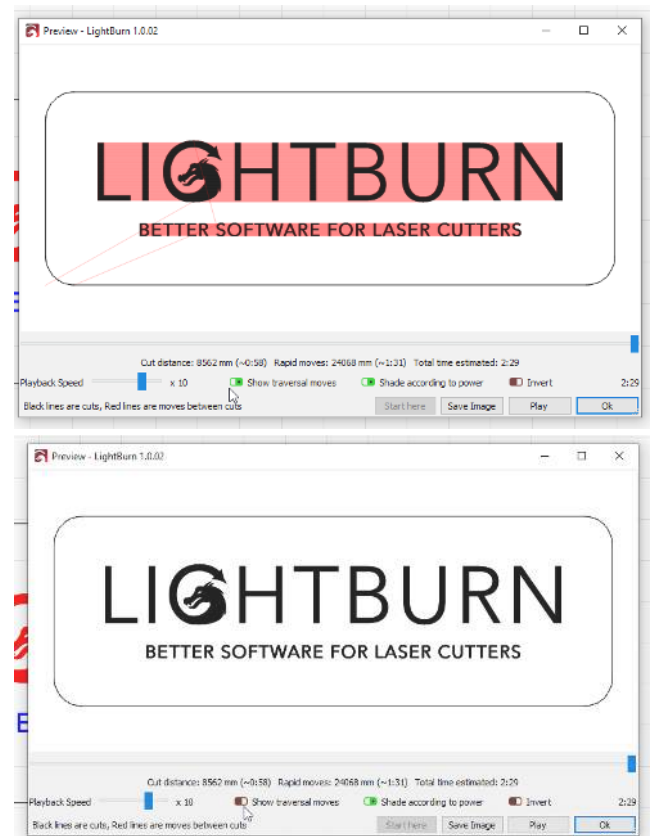 Preview - LightBurn 1.0.02
LIGHTBURN
BETTER SOFTWARE FOR LASER CUTTERS
Cut distance: 8562 mm (~0:58) Rapid moves: 24068 mm (~1:31) Total time estimated: 2:29
Playback Speed x 10 Show traversal moves Shade according to power Invert 2:29
Black lines are cuts, Red lines are moves between cuts Start here Save Image Play Ok
Preview - LightBurn 1.0.02
LIGHTBURN
BETTER SOFTWARE FOR LASER CUTTERS
Cut distance: 8562 mm (~0:58) Rapid moves: 24068 mm (~1:31) Total time estimated: 2:29
Playback Speed x 10 Show traversal moves Shade according to power Invert 2:29
Black lines are cuts, Red lines are moves between cuts Start here Save Image Play Ok